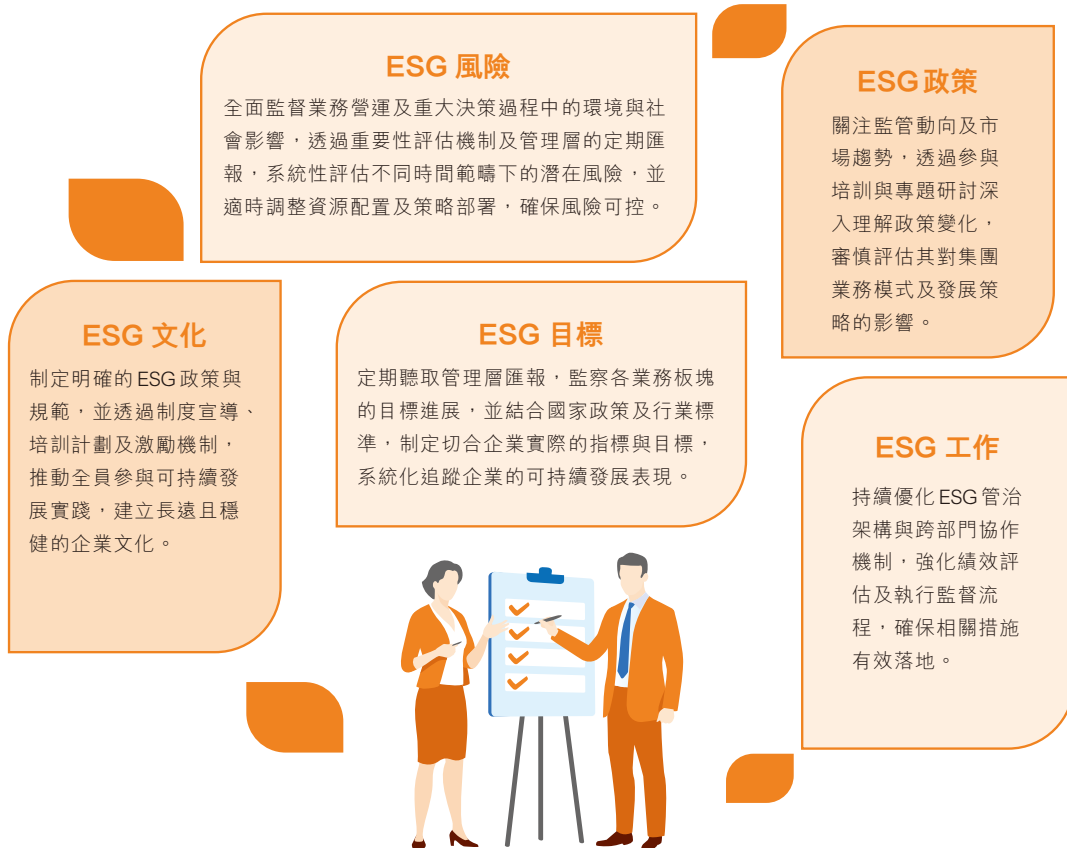 ESG 風險
全面監督業務營運及重大決策過程中的環境與社
會影響，透過重要性評估機制及管理層的定期匯
報，系統性評估不同時間範疇下的潛在風險，並
適時調整資源配置及策略部署，確保風險可控。
ESG 政策
關注監管動向及市
場趨勢，透過參與
培訓與專題研討深
入理解政策變化，
審慎評估其對集團
業務模式及發展策
略的影響。
ESG 文化
制定明確的 ESG 政策與
規範，並透過制度宣導、
培訓計劃及激勵機制，
推動全員參與可持續發
展實踐，建立長遠且穩
健的企業文化。
ESG 目標
定期聽取管理層匯報，監察各業務板塊
的目標進展，並結合國家政策及行業標
準，制定切合企業實際的指標與目標，
系統化追蹤企業的可持續發展表現。
ESG 工作
持續優化 ESG 管治
架構與跨部門協作
機制，強化績效評
估及執行監督流
程，確保相關措施
有效落地。